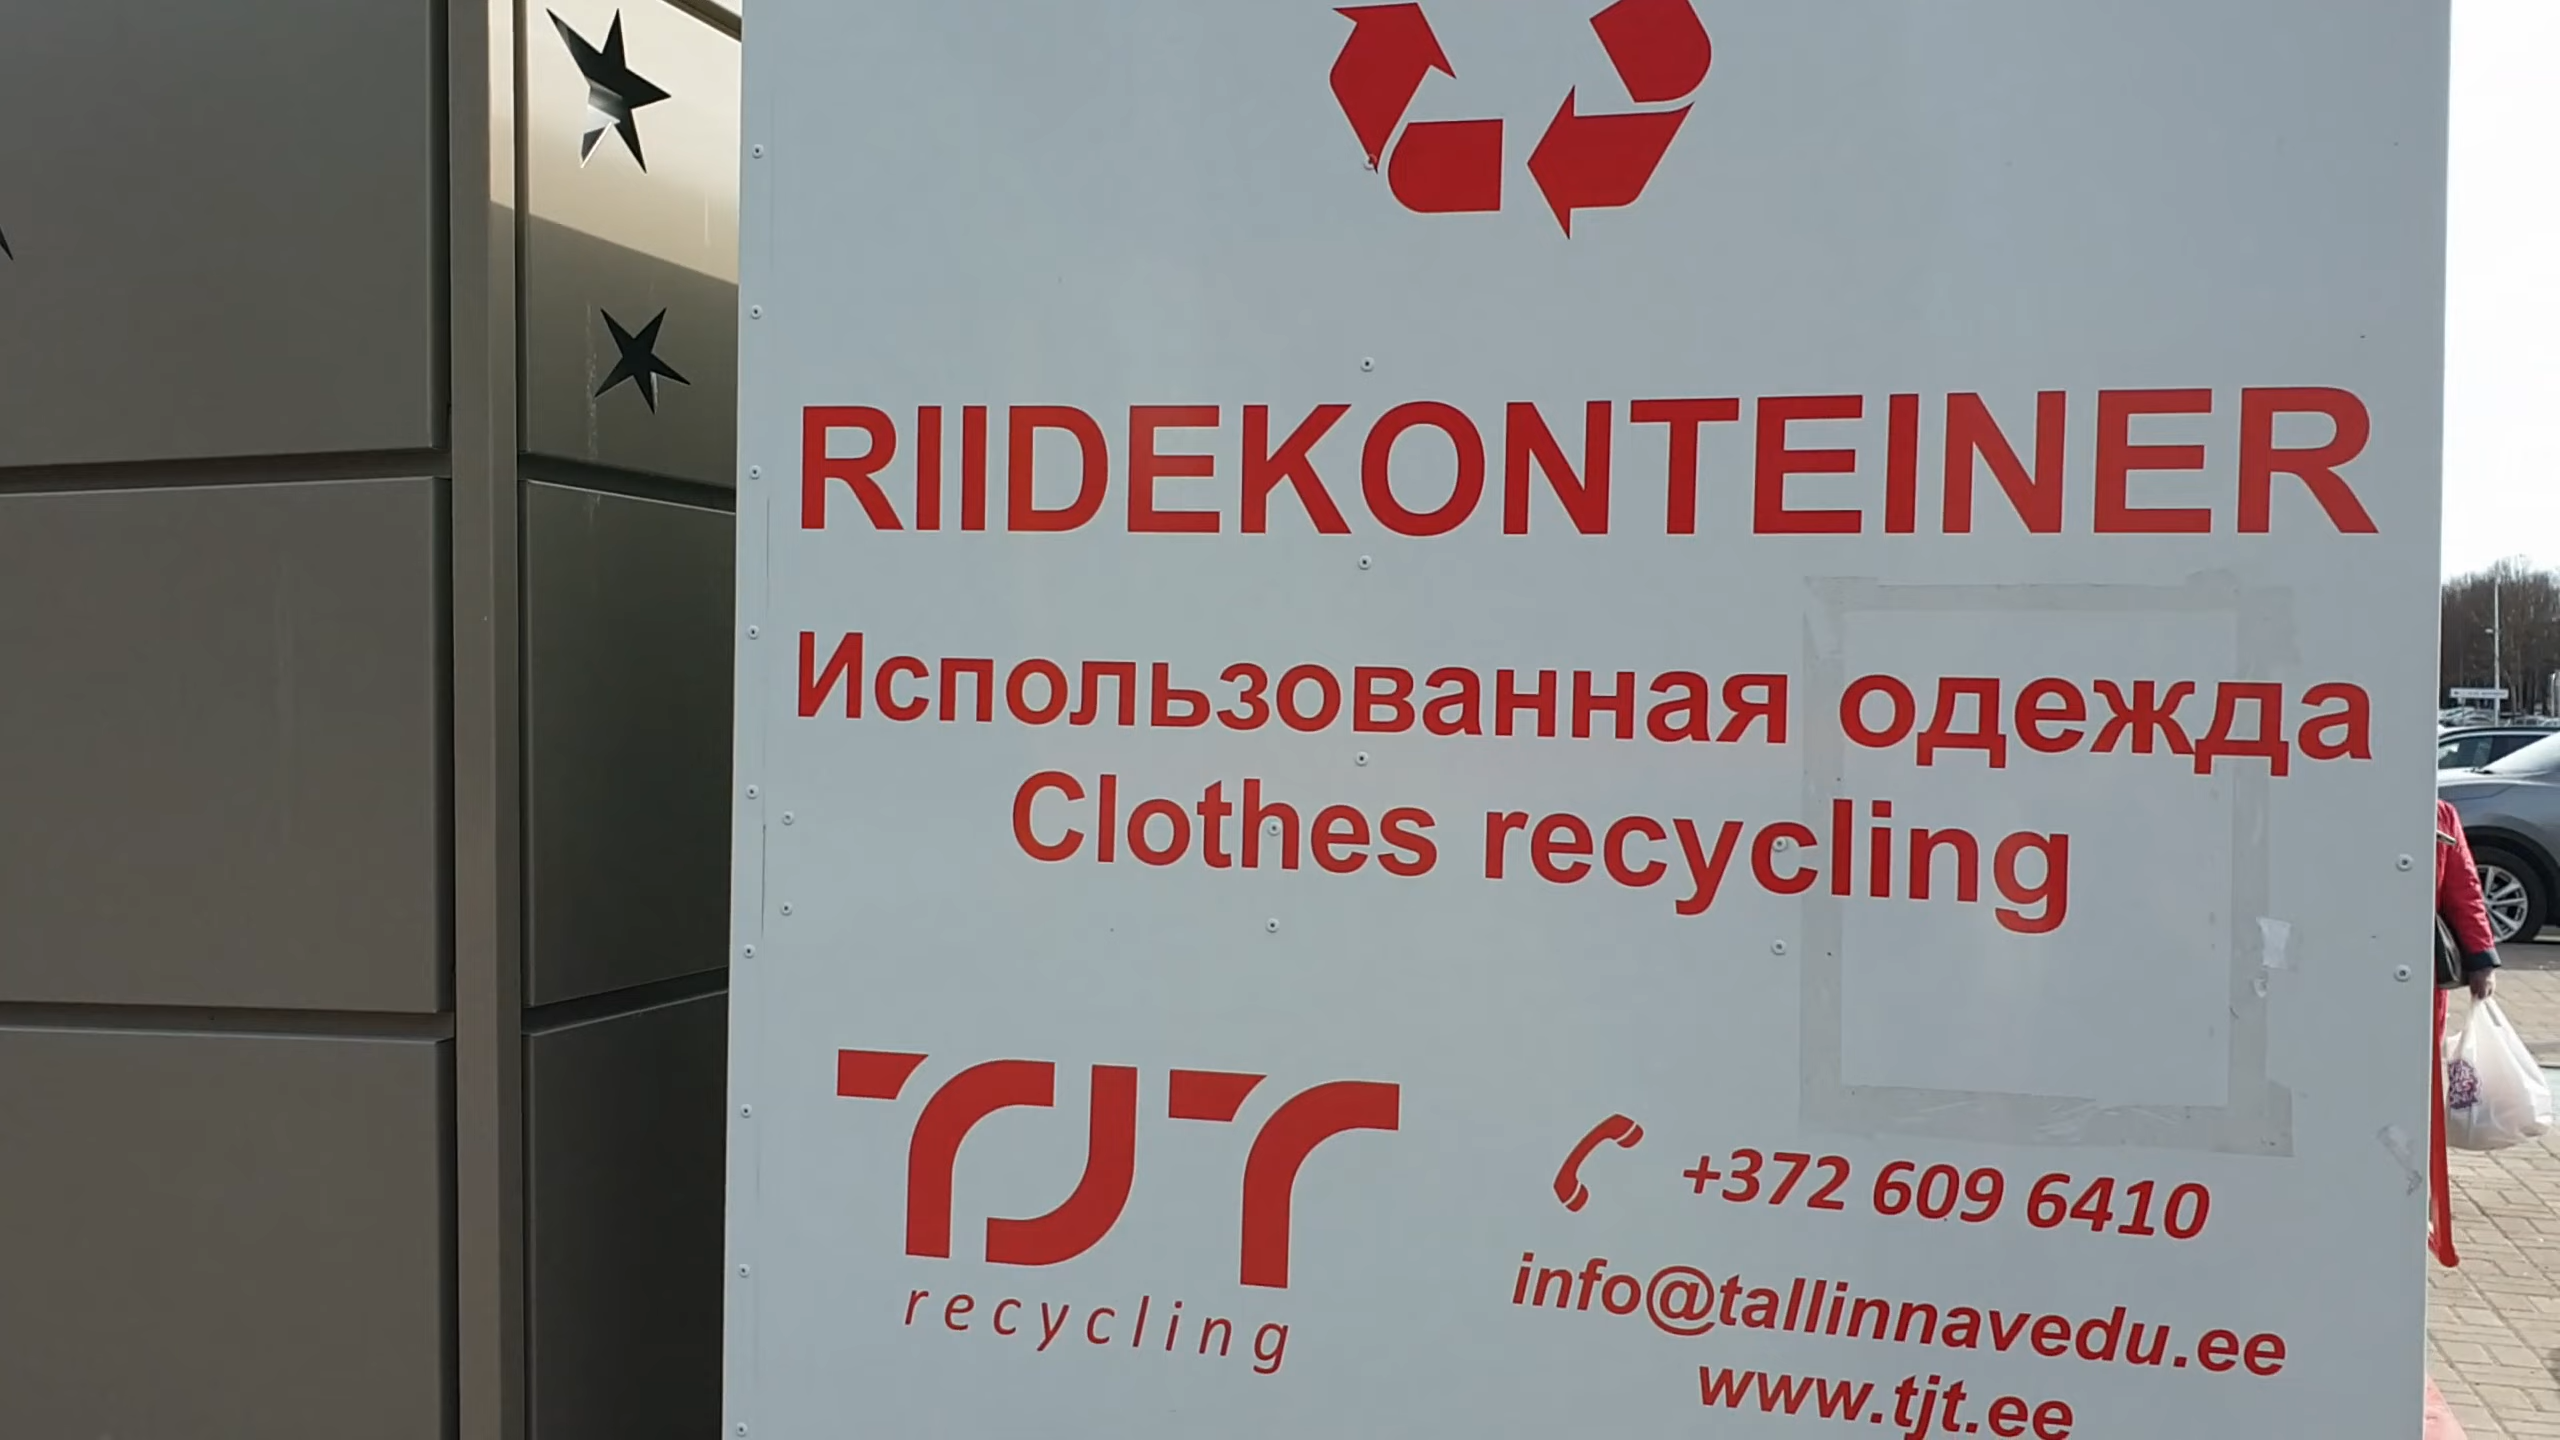 RIIDEKONTEINER
Использованная одежда
Clothes recycling
TJT
recycling
+372 609 6410
info@tallinnavedu.ee
www.tjt.ee